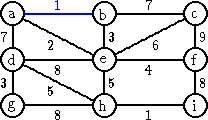 a 1 b 7 c
7 2 3 6 9
d 8 e 4 f
3 5 5 8
g 8 h 1 i